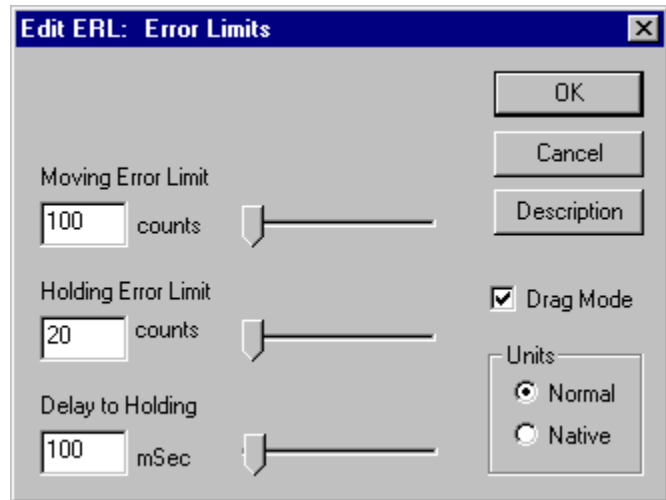 Edit ERL: Error Limits
OK
Cancel
Description
Moving Error Limit
100 counts
Holding Error Limit
20 counts
Delay to Holding
100 mSec
Drag Mode
Units
Normal
Native